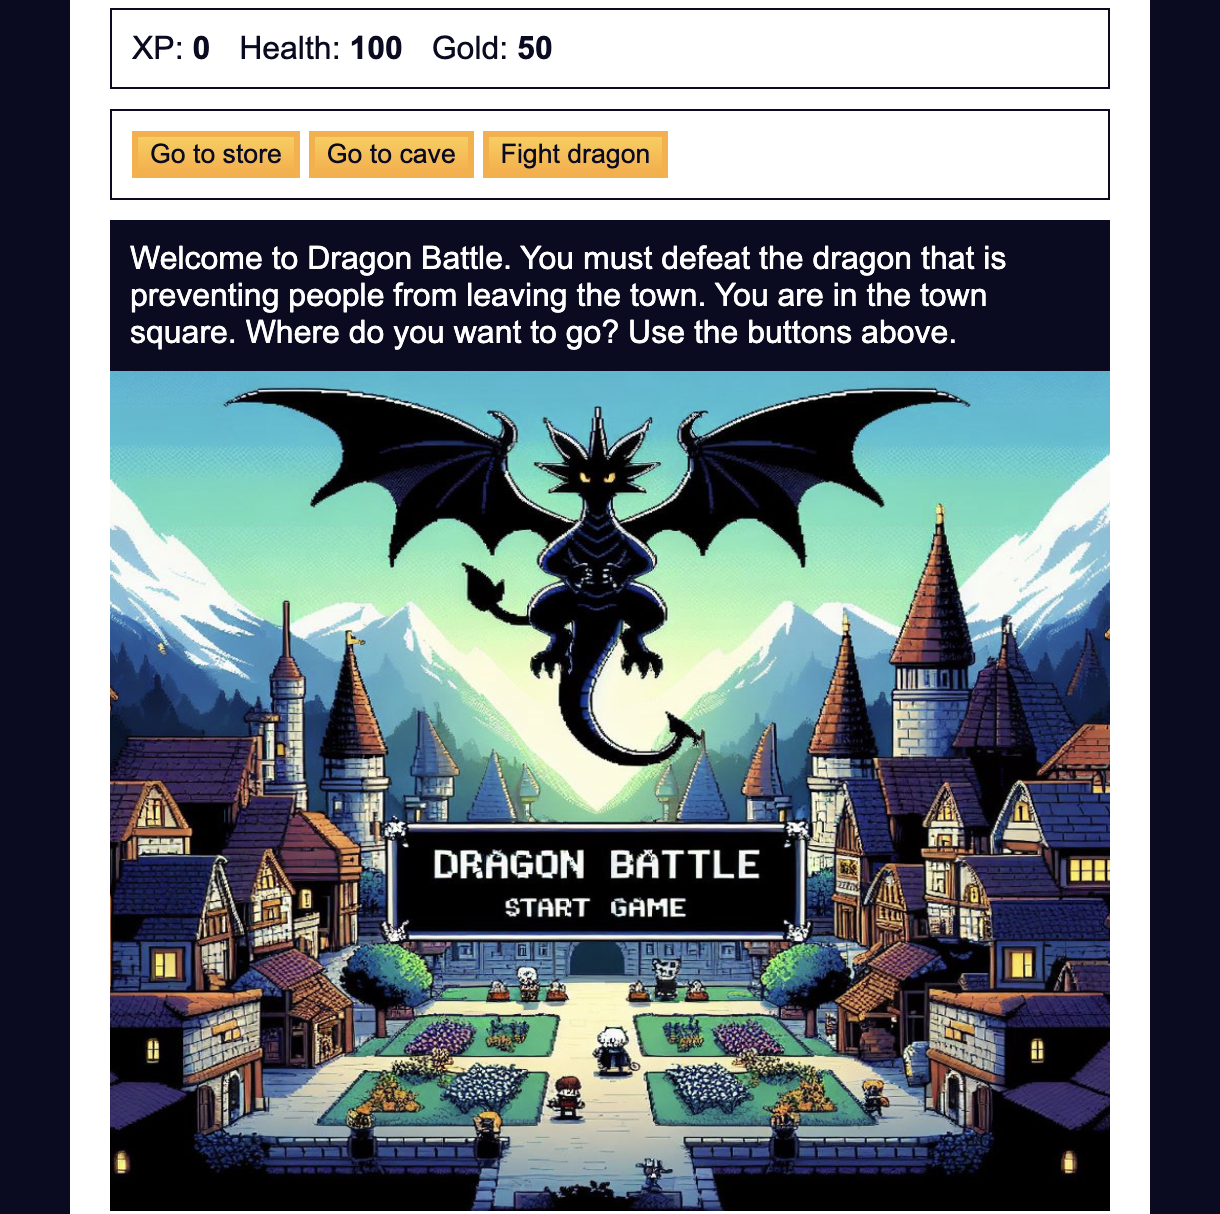 XP: 0 Health: 100 Gold: 50
Go to store Go to cave Fight dragon
Welcome to Dragon Battle. You must defeat the dragon that is
preventing people from leaving the town. You are in the town
square. Where do you want to go? Use the buttons above.
DRAGON BATTLE
START GAME